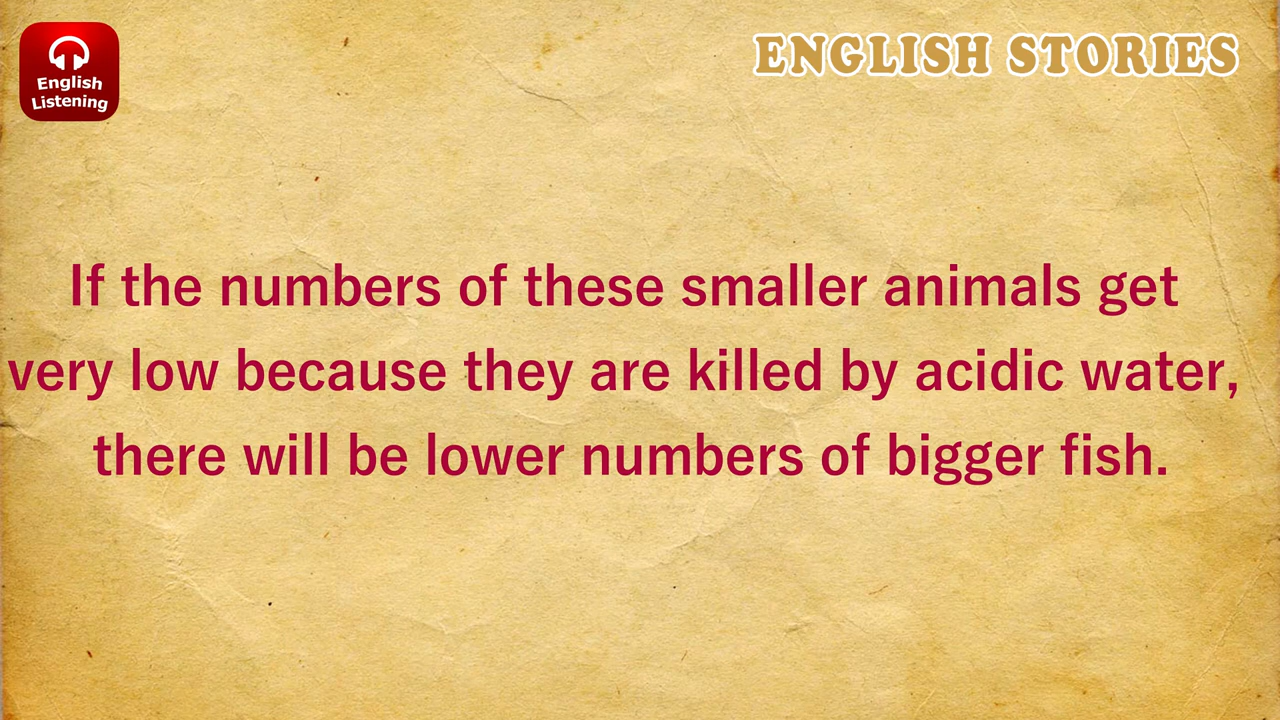 English
Listening
ENGLISH STORIES
If the numbers of these smaller animals get
very low because they are killed by acidic water,
there will be lower numbers of bigger fish.